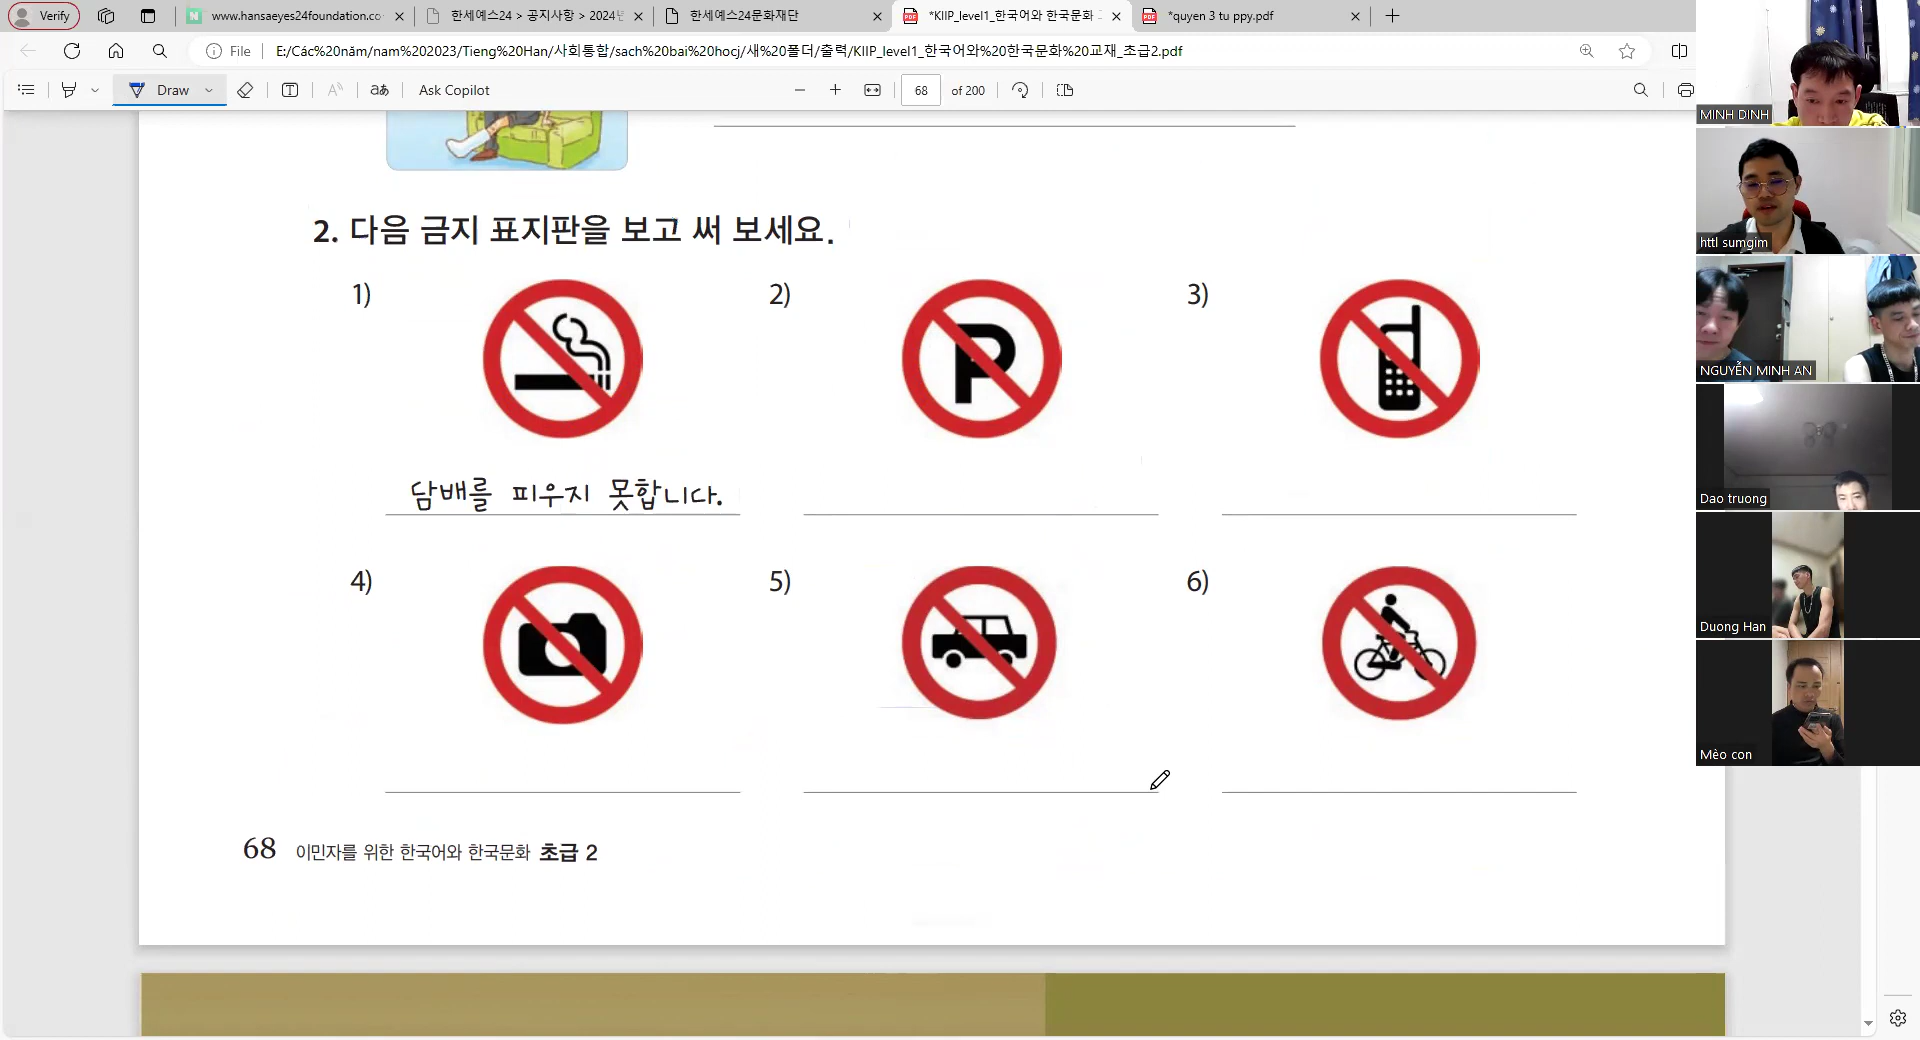 Verify
www.hansaeyes24foundation.co
한세예스24 > 공지사항 > 2024년
한세예스24문화재단
*KIIP_level1_한국어와 한국문화
*quyen 3 tu ppy.pdf
File
E:/Các%20năm/nam%202023/Tieng%20Han/사회통합/sach%20bai%20hocj/새%20폴더/출력/KIIP_level1_한국어와%20한국문화%20교재_초급2.pdf
Draw
Ask Copilot
68 of 200
2. 다음 금지 표지판을 보고 써 보세요.
1)
2)
P
3)
담배를 피우지 못합니다.
4)
5)
6)
68 이민자를 위한 한국어와 한국문화 초급 2
MINH DINH
httl sumgim
NGUYỄN MINH AN
Dao truong
Duong Han
Mèo con